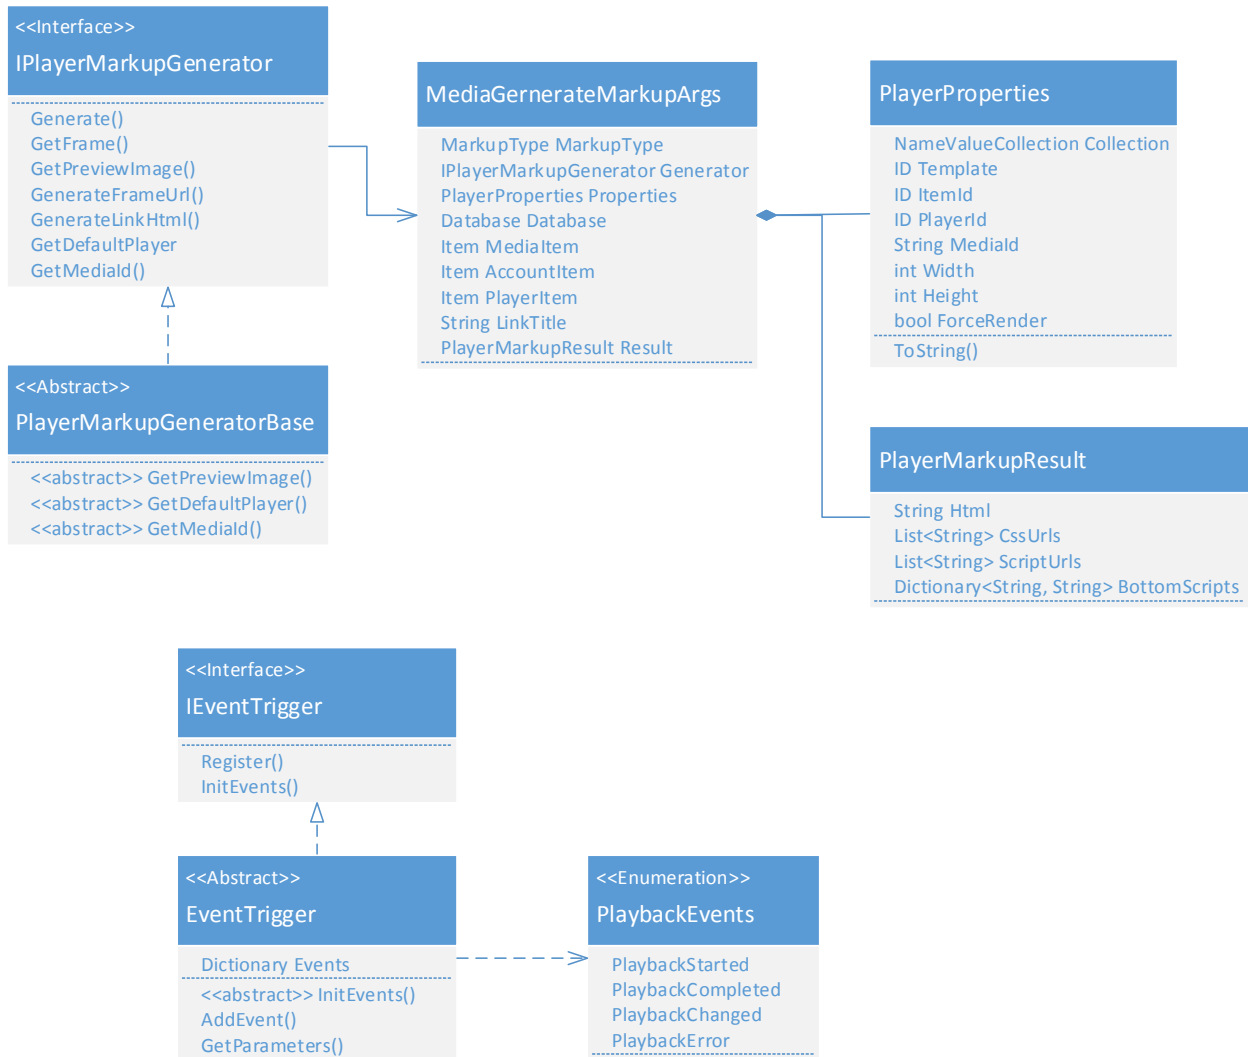 <<Interface>>
IPlayerMarkupGenerator
Generate()
GetFrame()
GetPreviewImage()
GenerateFrameUrl()
GenerateLinkHtml()
GetDefaultPlayer
GetMediaId()
<<Abstract>>
PlayerMarkupGeneratorBase
<<abstract>> GetPreviewImage()
<<abstract>> GetDefaultPlayer()
<<abstract>> GetMediaId()
MediaGernerateMarkupArgs
MarkupType MarkupType
IPlayerMarkupGenerator Generator
PlayerProperties Properties
Database Database
Item MediaItem
Item AccountItem
Item PlayerItem
String LinkTitle
PlayerMarkupResult Result
PlayerProperties
NameValueCollection Collection
ID Template
ID ItemId
ID PlayerId
String MediaId
int Width
int Height
bool ForceRender
ToString()
PlayerMarkupResult
String Html
List<String> CssUrls
List<String> ScriptUrls
Dictionary<String, String> BottomScripts
<<Interface>>
IEventTrigger
Register()
InitEvents()
<<Abstract>>
EventTrigger
Dictionary Events
<<abstract>> InitEvents()
AddEvent()
GetParameters()
<<Enumeration>>
PlaybackEvents
PlaybackStarted
PlaybackCompleted
PlaybackChanged
PlaybackError